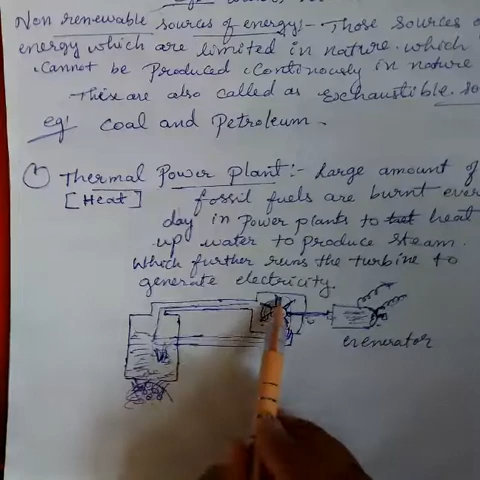 Non renewable sources of energy:- Those sources
energy which are limited in nature. which
cannot be Produced Continously in nature
These are also called as Exhaustible.
eg: Coal and Petroleum.
Thermal Power plant:- Large amount of
[Heat] fossil fuels are burnt
day in power plants to heat
up water to produce steam.
Which further runs the turbine to
generate electricity.
Generator